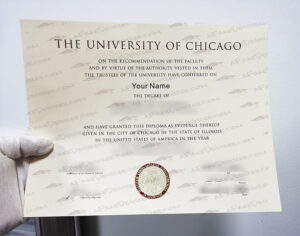 THE UNIVERSITY OF CHICAGO
ON THE RECOMMENDATION OF THE FACULTY
AND BY VIRTUE OF THE AUTHORITY VESTED IN THEM
THE TRUSTEES OF THE UNIVERSITY HAVE CONFERRED ON
Your Name
THE DEGREE OF
AND HAVE GRANTED THIS DIPLOMA AS EVIDENCE THEREOF
GIVEN IN THE CITY OF CHICAGO IN THE STATE OF ILLINOIS
IN THE UNITED STATES OF AMERICA IN THE YEAR